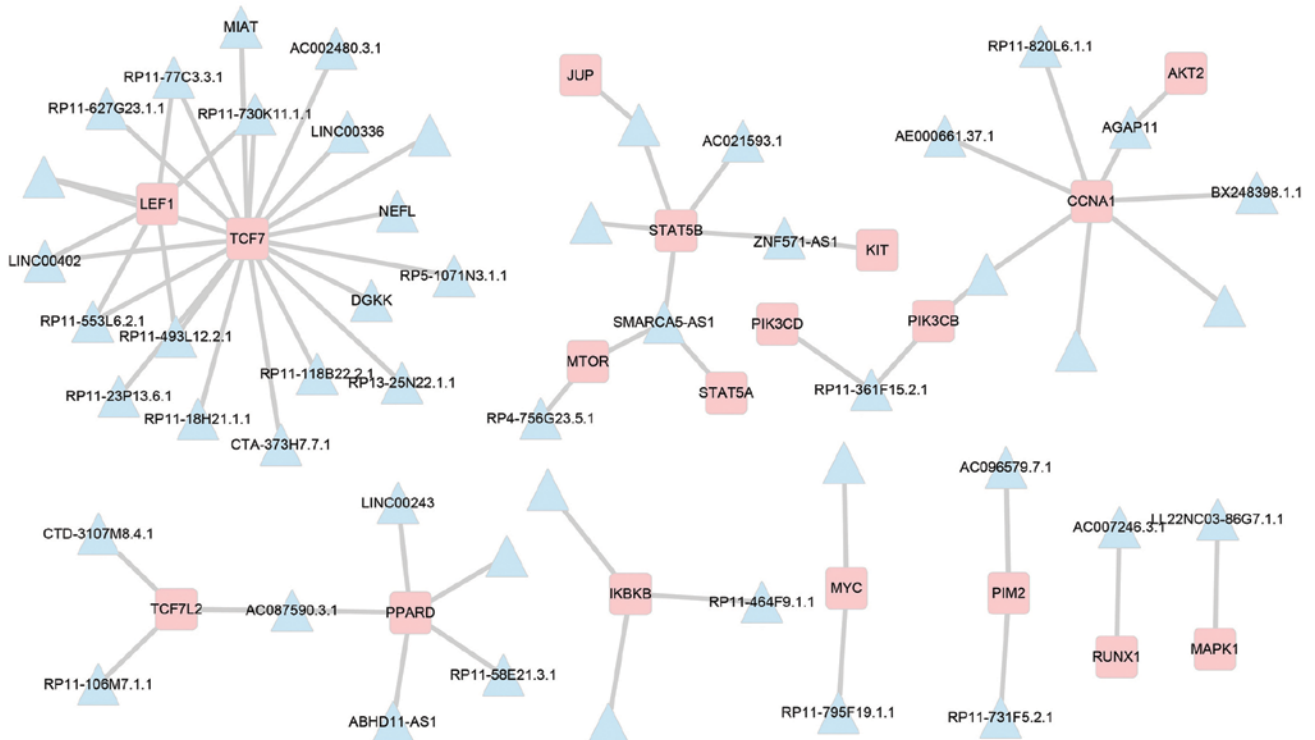 MIAT
AC002480.3.1
RP11-77C3.3.1
RP11-627G23.1.1
RP11-730K11.1.1
LINC00336
LEF1
TCF7
NEFL
LINC00402
RP5-1071N3.1.1
DGKK
RP11-553L6.2.1
RP11-493L12.2.1
RP11-118B22.2.1
RP13-25N22.1.1
RP11-23P13.6.1
RP11-18H21.1.1
CTA-373H7.7.1
JUP
AC021593.1
STAT5B
ZNF571-AS1
KIT
SMARCA5-AS1
MTOR
STAT5A
RP4-756G23.5.1
RP11-820L6.1.1
AKT2
AE000661.37.1
AGAP11
CCNA1
BX248398.1.1
PIK3CD
PIK3CB
RP11-361F15.2.1
CTD-3107M8.4.1
LINC00243
TCF7L2
AC087590.3.1
PPARD
RP11-106M7.1.1
RP11-58E21.3.1
ABHD11-AS1
IKBKB
RP11-464F9.1.1
MYC
RP11-795F19.1.1
AC096579.7.1
PIM2
RP11-731F5.2.1
AC007246.3.1
RUNX1
LL22NC03-86G7.1.1
MAPK1